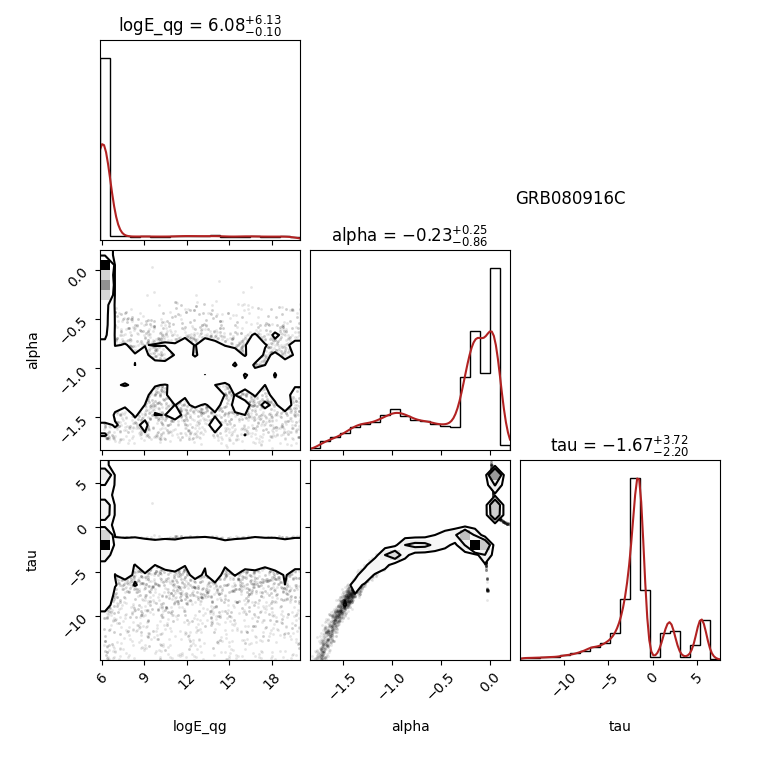 logE_qg = 6.08+6.13 −0.10
GRB080916C
alpha = −0.23+0.25 −0.86
0.0
−0.5
−1.0
−1.5
alpha
tau = −1.67+3.72 −2.20
5
0
−5
−10
tau
6 9 12 15 18
−1.5 −1.0 −0.5 0.0
−10 −5 0 5
logE_qg alpha tau